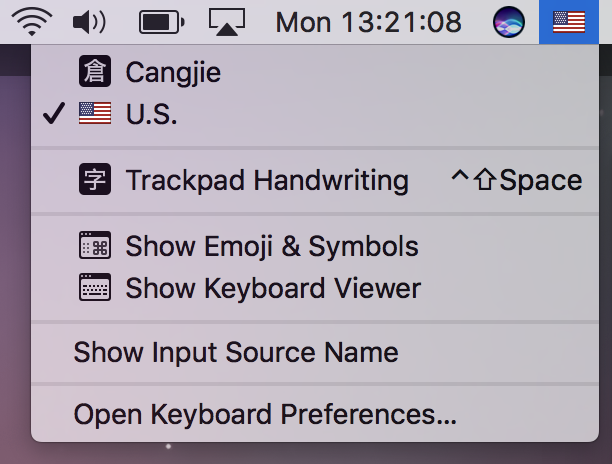 Mon 13:21:08
倉 Cangjie
✓ U.S.
字 Trackpad Handwriting ^⇧Space
⌘ Show Emoji & Symbols
Show Keyboard Viewer
Show Input Source Name
Open Keyboard Preferences...